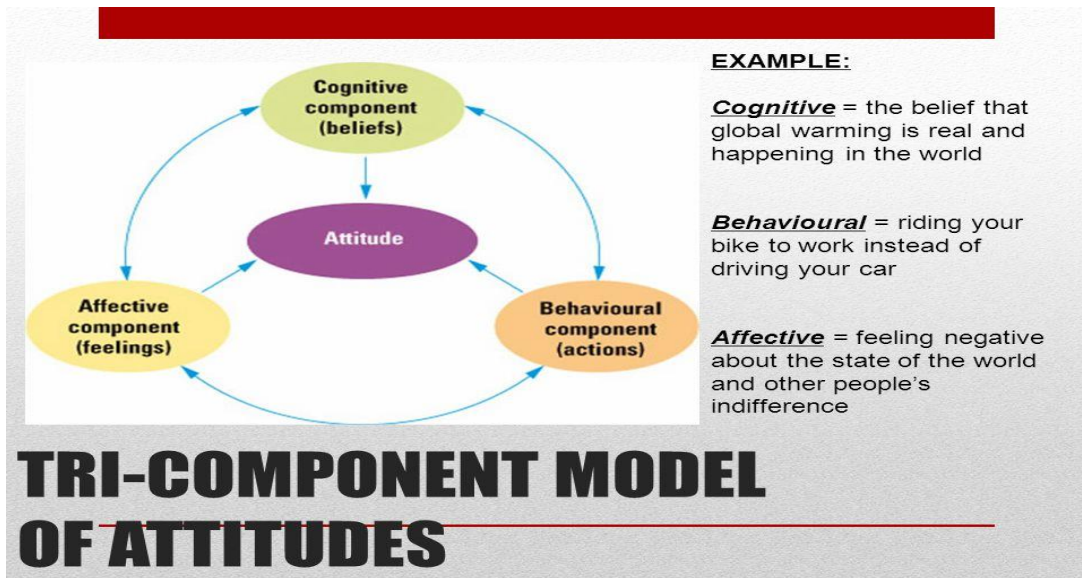 Cognitive
component
(beliefs)
Attitude
Affective
component
(feelings)
Behavioural
component
(actions)
EXAMPLE:
Cognitive = the belief that
global warming is real and
happening in the world
Behavioural = riding your
bike to work instead of
driving your car
Affective = feeling negative
about the state of the world
and other people's
indifference
TRI-COMPONENT MODEL
OF ATTITUDES